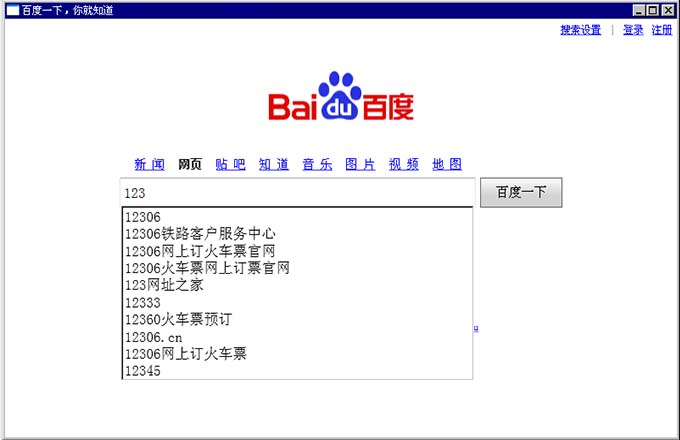 百度一下，你就知道
搜索设置 | 登录 注册
Bai du 百度
新闻 网页 贴吧 知道 音乐 图片 视频 地图
123 百度一下
12306
12306铁路客户服务中心
12306网上订火车票官网
12306火车票网上订票官网
123网址之家
12333
12360火车票预订
12306.cn
12306网上订火车票
12345